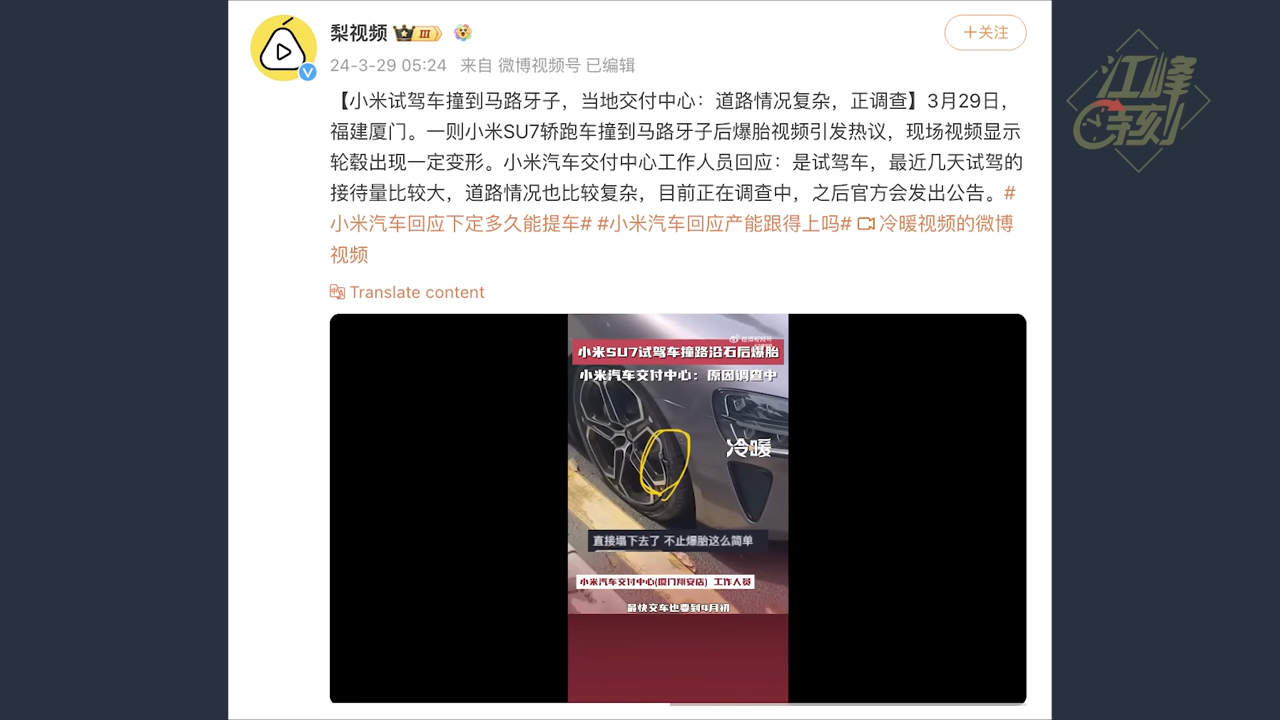 梨视频
III
+关注
24-3-29 05:24 来自 微博视频号 已编辑
江峰
时刻
【小米试驾车撞到马路牙子，当地交付中心：道路情况复杂，正调查】3月29日，
福建厦门。一则小米SU7轿跑车撞到马路牙子后爆胎视频引发热议，现场视频显示
轮毂出现一定变形。小米汽车交付中心工作人员回应：是试驾车，最近几天试驾的
接待量比较大，道路情况也比较复杂，目前正在调查中，之后官方会发出公告。#
小米汽车回应下定多久能提车# #小米汽车回应产能跟得上吗# 冷暖视频的微博
视频
Translate content
小米SU7试驾车撞路沿石后爆胎
小米汽车交付中心：原因调查中
冷暖
直接塌下去了 不止爆胎这么简单
小米汽车交付中心(厦门翔安店) 工作人员
最快交车也要到4月初